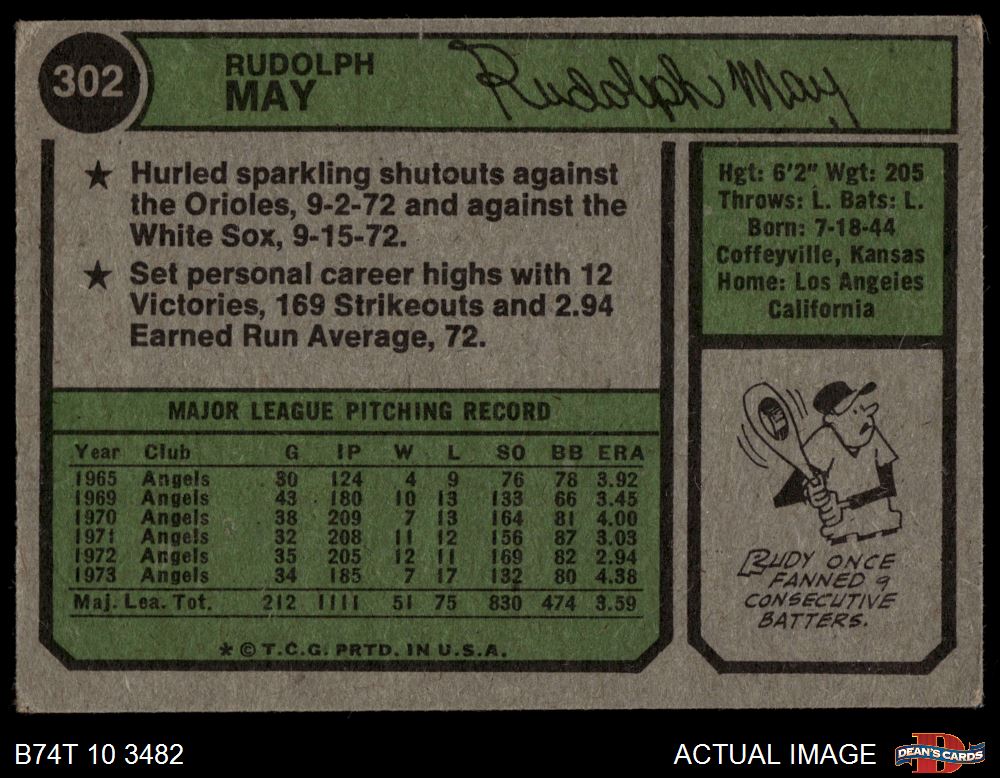 302
RUDOLPH
MAY
Rudolph May
★ Hurled sparkling shutouts against
the Orioles, 9-2-72 and against the
White Sox, 9-15-72.
★ Set personal career highs with 12
Victories, 169 Strikeouts and 2.94
Earned Run Average, 72.
Hgt: 6'2" Wgt: 205
Throws: L. Bats: L.
Born: 7-18-44
Coffeyville, Kansas
Home: Los Angeles
California
MAJOR LEAGUE PITCHING RECORD
Year Club G IP W L SO BB ERA
1965 Angels 30 124 4 9 76 78 3.92
1969 Angels 43 180 10 13 133 66 3.45
1970 Angels 38 209 7 13 164 81 4.00
1971 Angels 32 208 11 12 156 87 3.03
1972 Angels 35 205 12 11 169 82 2.94
1973 Angels 34 185 7 17 132 80 4.38
Maj. Lea. Tot. 212 1111 51 75 830 474 3.59
* © T.C.G. PRTD. IN U.S.A.
RUDY ONCE
FANNED 9
CONSECUTIVE
BATTERS.
B74T 10 3482
ACTUAL IMAGE
D
DEAN'S CARDS